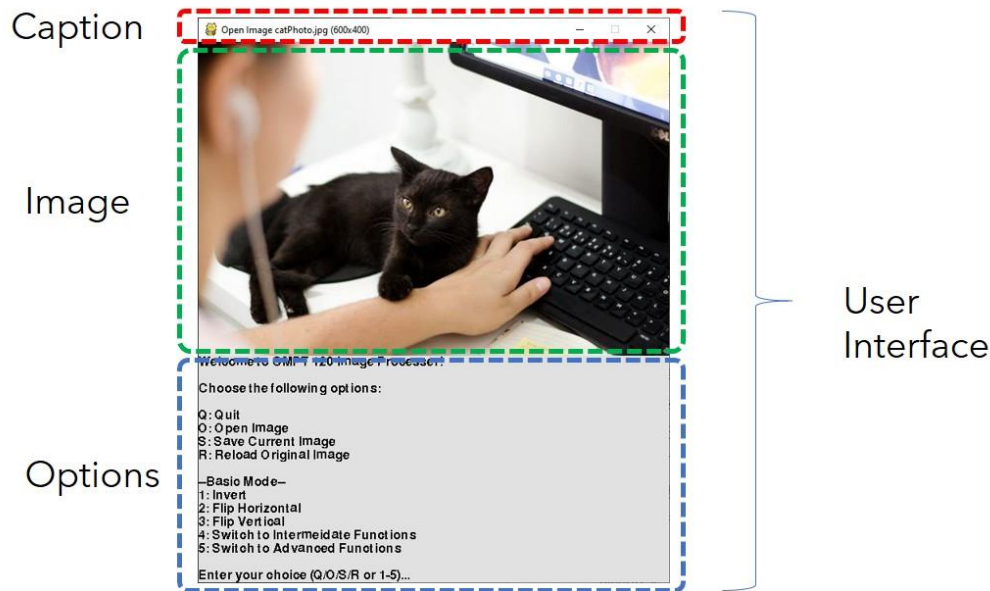 Caption
Open Image catPhoto.jpg (600x400)
Image
Welcome to CMPT 120 Image Processer!
Choose the following options:
Q: Quit
O: Open Image
S: Save Current Image
R: Reload Original Image
Options
--Basic Mode--
1: Invert
2: Flip Horizontal
3: Flip Vertical
4: Switch to Intermeidate Functions
5: Switch to Advanced Functions
Enter your choice (Q/O/S/R or 1-5)...
User
Interface